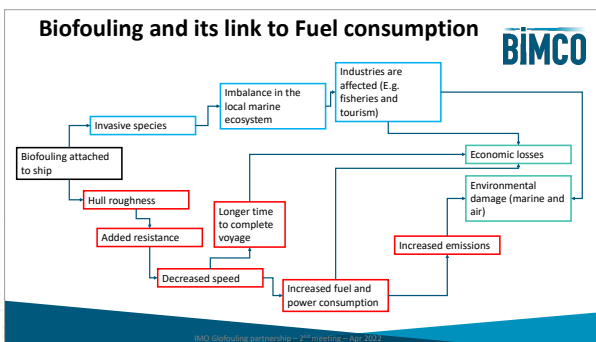 Biofouling and its link to Fuel consumption
BIMCO
Industries are
affected (E.g.
fisheries and
tourism)
Imbalance in the
local marine
ecosystem
Invasive species
Economic losses
Biofouling attached
to ship
Environmental
damage (marine and
air)
Hull roughness
Longer time
to complete
voyage
Added resistance
Increased emissions
Decreased speed
Increased fuel and
power consumption
IMO Glofouling partnership – 2nd meeting – Apr 2022